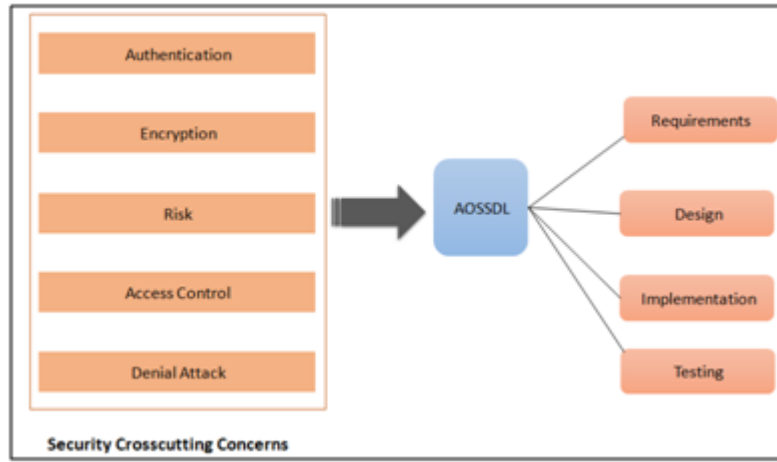 Authentication
Encryption
Risk
Access Control
Denial Attack
Security Crosscutting Concerns
AOSSDL
Requirements
Design
Implementation
Testing